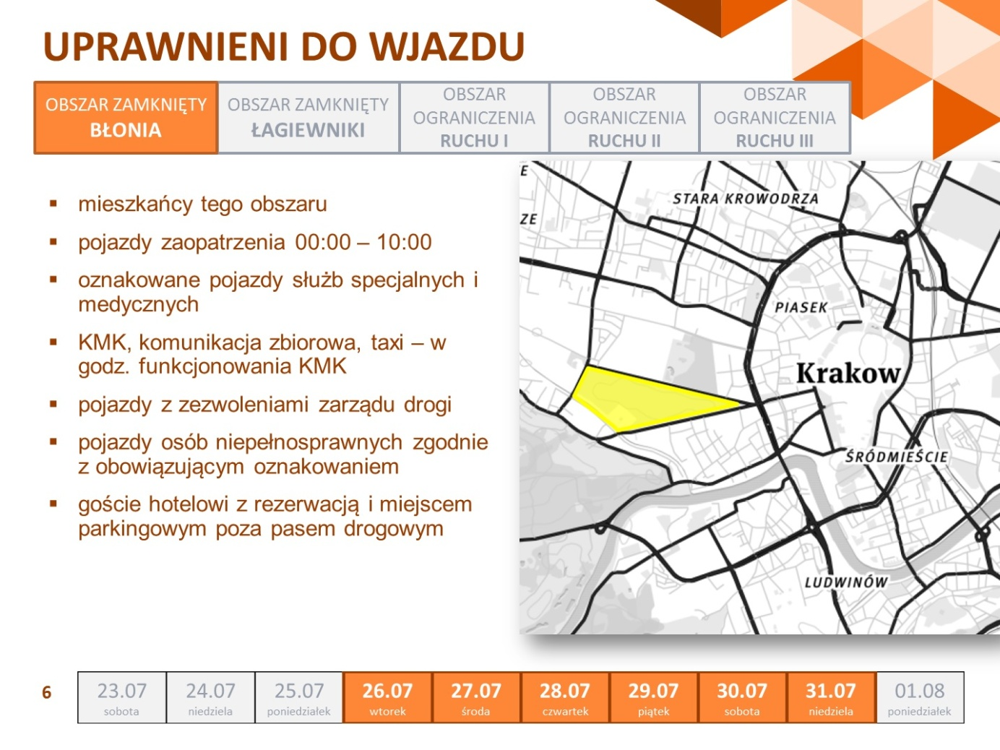 UPRAWNIENI DO WJAZDU
OBSZAR ZAMKNIĘTY
BŁONIA
OBSZAR ZAMKNIĘTY
ŁAGIEWNIKI
OBSZAR
OGRANICZENIA
RUCHU I
OBSZAR
OGRANICZENIA
RUCHU II
OBSZAR
OGRANICZENIA
RUCHU III
▪ mieszkańcy tego obszaru
▪ pojazdy zaopatrzenia 00:00 – 10:00
▪ oznakowane pojazdy służb specjalnych i
medycznych
▪ KMK, komunikacja zbiorowa, taxi – w
godz. funkcjonowania KMK
▪ pojazdy z zezwoleniami zarządu drogi
▪ pojazdy osób niepełnosprawnych zgodnie
z obowiązującym oznakowaniem
▪ goście hotelowi z rezerwacją i miejscem
parkingowym poza pasem drogowym
E
ZE
STARA KROWODRZA
PIASEK
Krakow
ŚRÓDMIEŚCIE
LUDWINÓW
6
23.07
sobota
24.07
niedziela
25.07
poniedziałek
26.07
wtorek
27.07
środa
28.07
czwartek
29.07
piątek
30.07
sobota
31.07
niedziela
01.08
poniedziałek